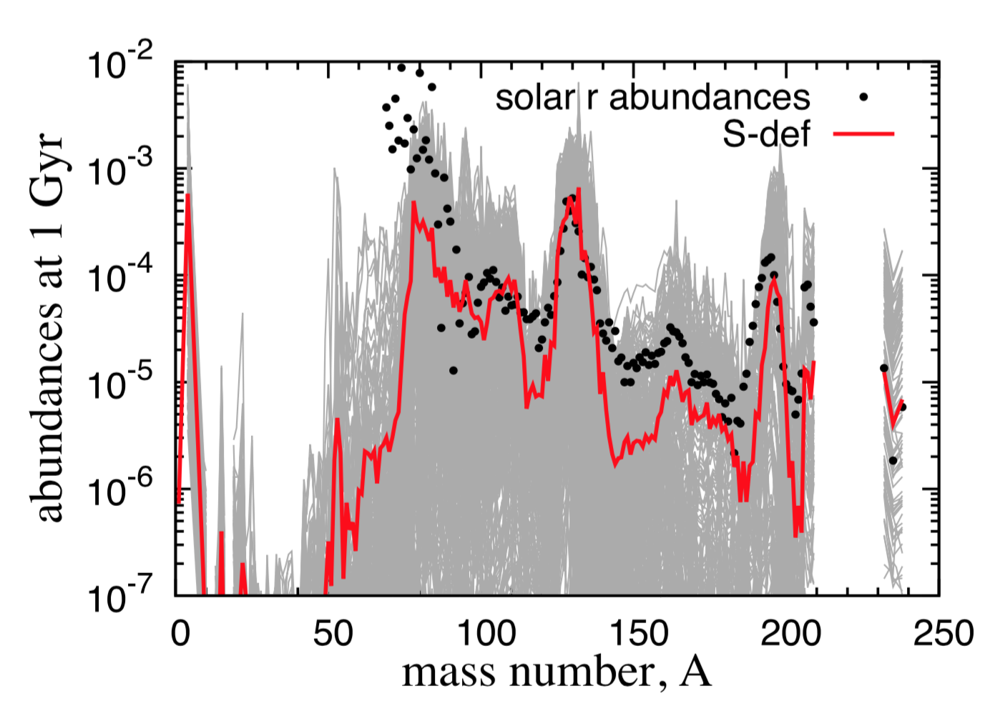 10-2
10-3
10-4
10-5
10-6
10-7
abundances at 1 Gyr
solar r abundances
S-def
0 50 100 150 200 250
mass number, A